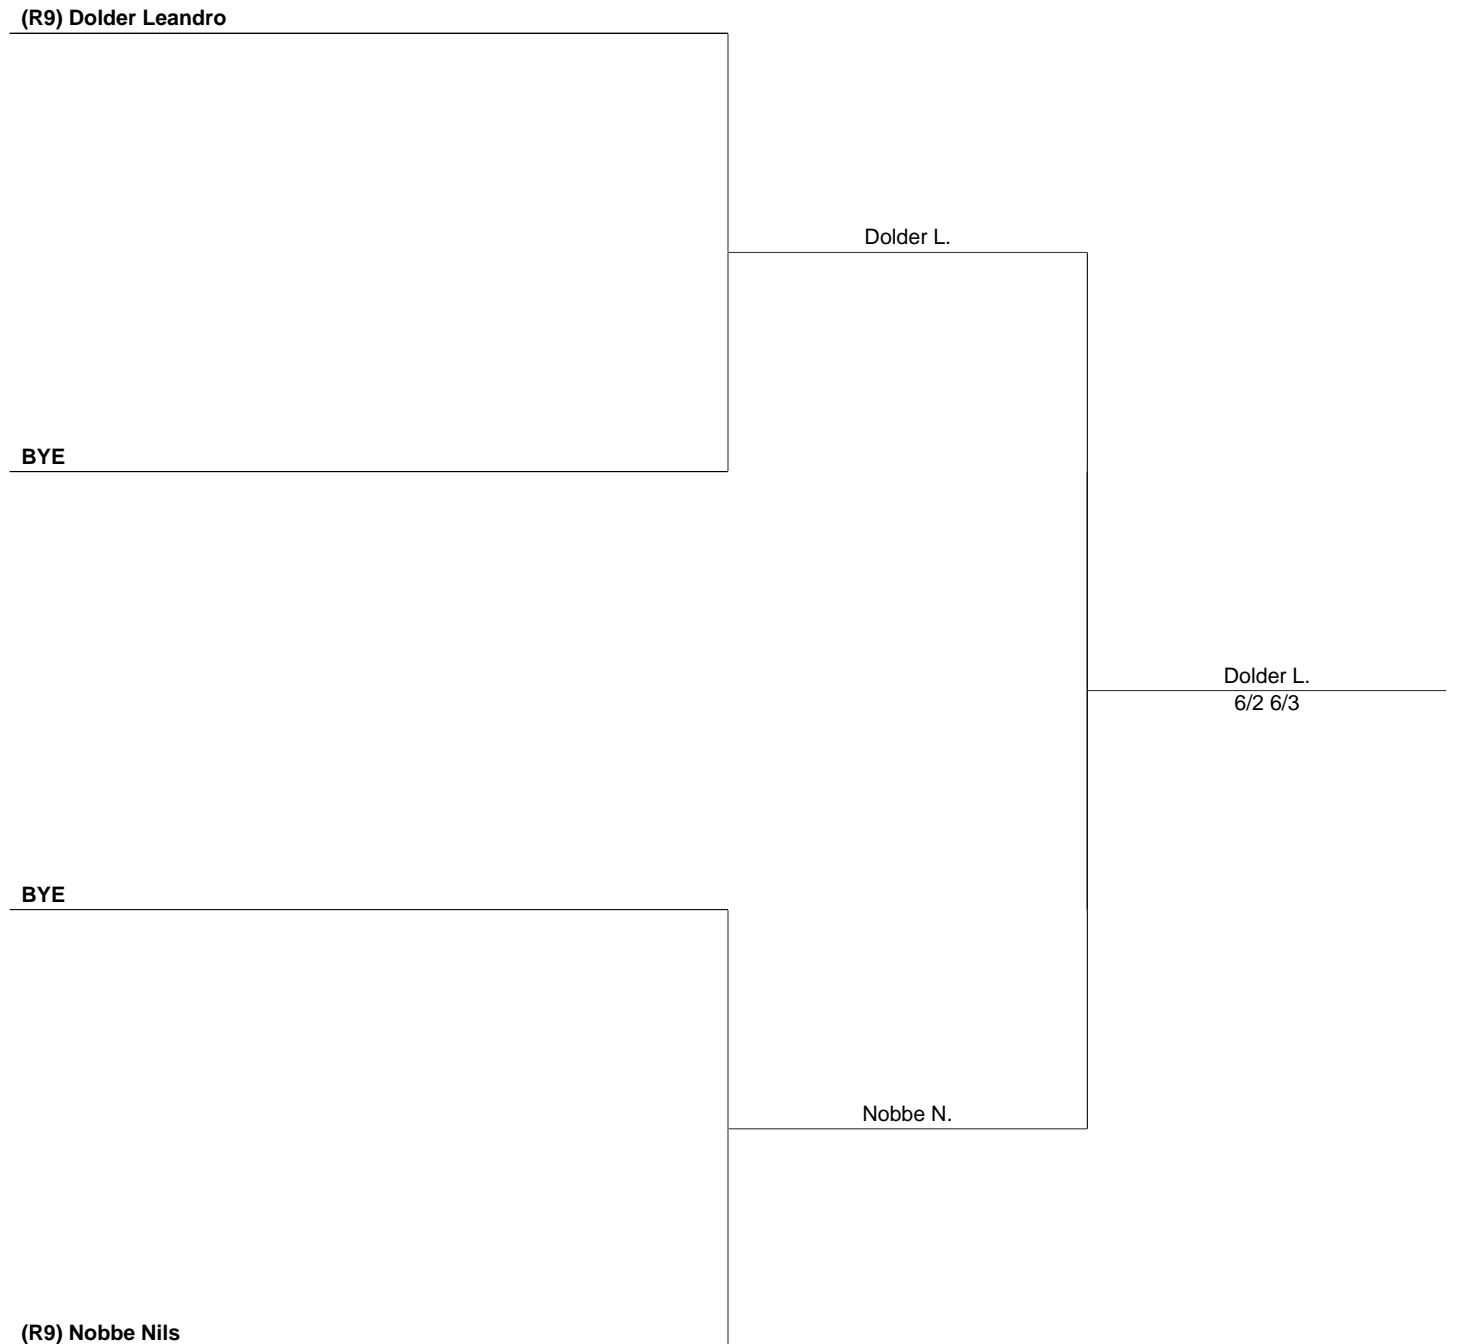 (R9) Dolder Leandro
Dolder L.
BYE
Dolder L.
6/2 6/3
BYE
Nobbe N.
(R9) Nobbe Nils